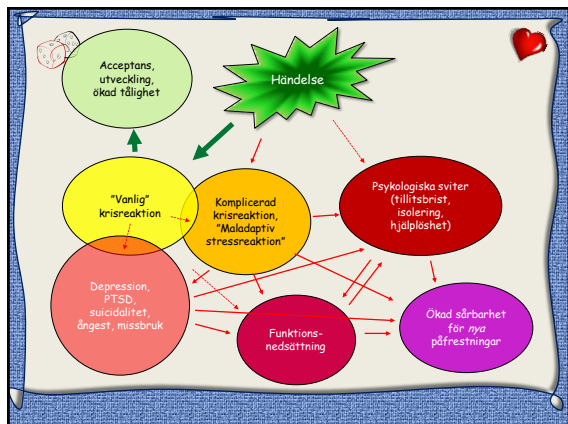 Acceptans,
utveckling,
ökad tålighet
Händelse
"Vanlig"
krisreaktion
Komplicerad
krisreaktion,
"Maladaptiv
stressreaktion"
Psykologiska sviter
(tillitsbrist,
isolering,
hjälplöshet)
Depression,
PTSD,
suicidalitet,
ångest, missbruk
Funktions-
nedsättning
Ökad sårbarhet
för nya
påfrestningar